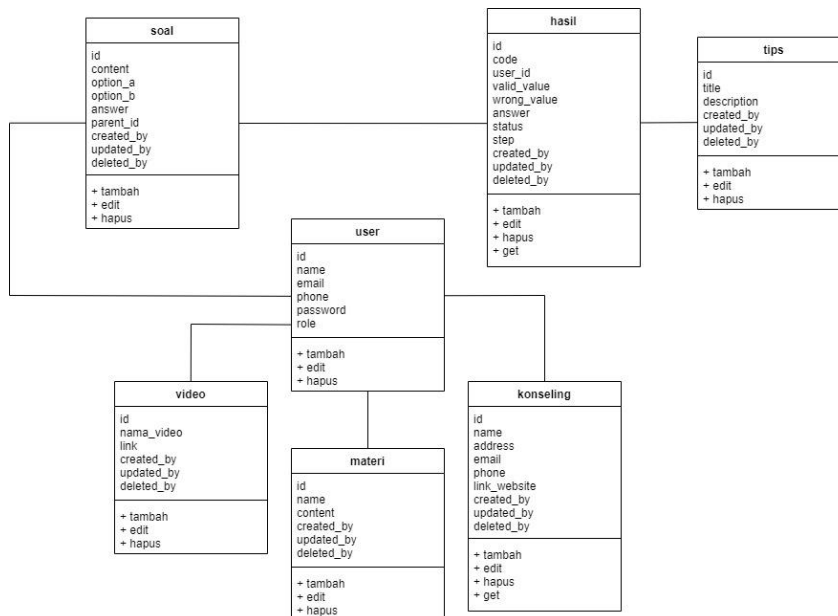 soal
id
content
option_a
option_b
answer
parent_id
created_by
updated_by
deleted_by
+ tambah
+ edit
+ hapus
hasil
id
code
user_id
valid_value
wrong_value
answer
status
step
created_by
updated_by
deleted_by
+ tambah
+ edit
+ hapus
+ get
tips
id
title
description
created_by
updated_by
deleted_by
+ tambah
+ edit
+ hapus
user
id
name
email
phone
password
role
+ tambah
+ edit
+ hapus
video
id
nama_video
link
created_by
updated_by
deleted_by
+ tambah
+ edit
+ hapus
materi
id
name
content
created_by
updated_by
deleted_by
+ tambah
+ edit
+ hapus
konseling
id
name
address
email
phone
link_website
created_by
updated_by
deleted_by
+ tambah
+ edit
+ hapus
+ get